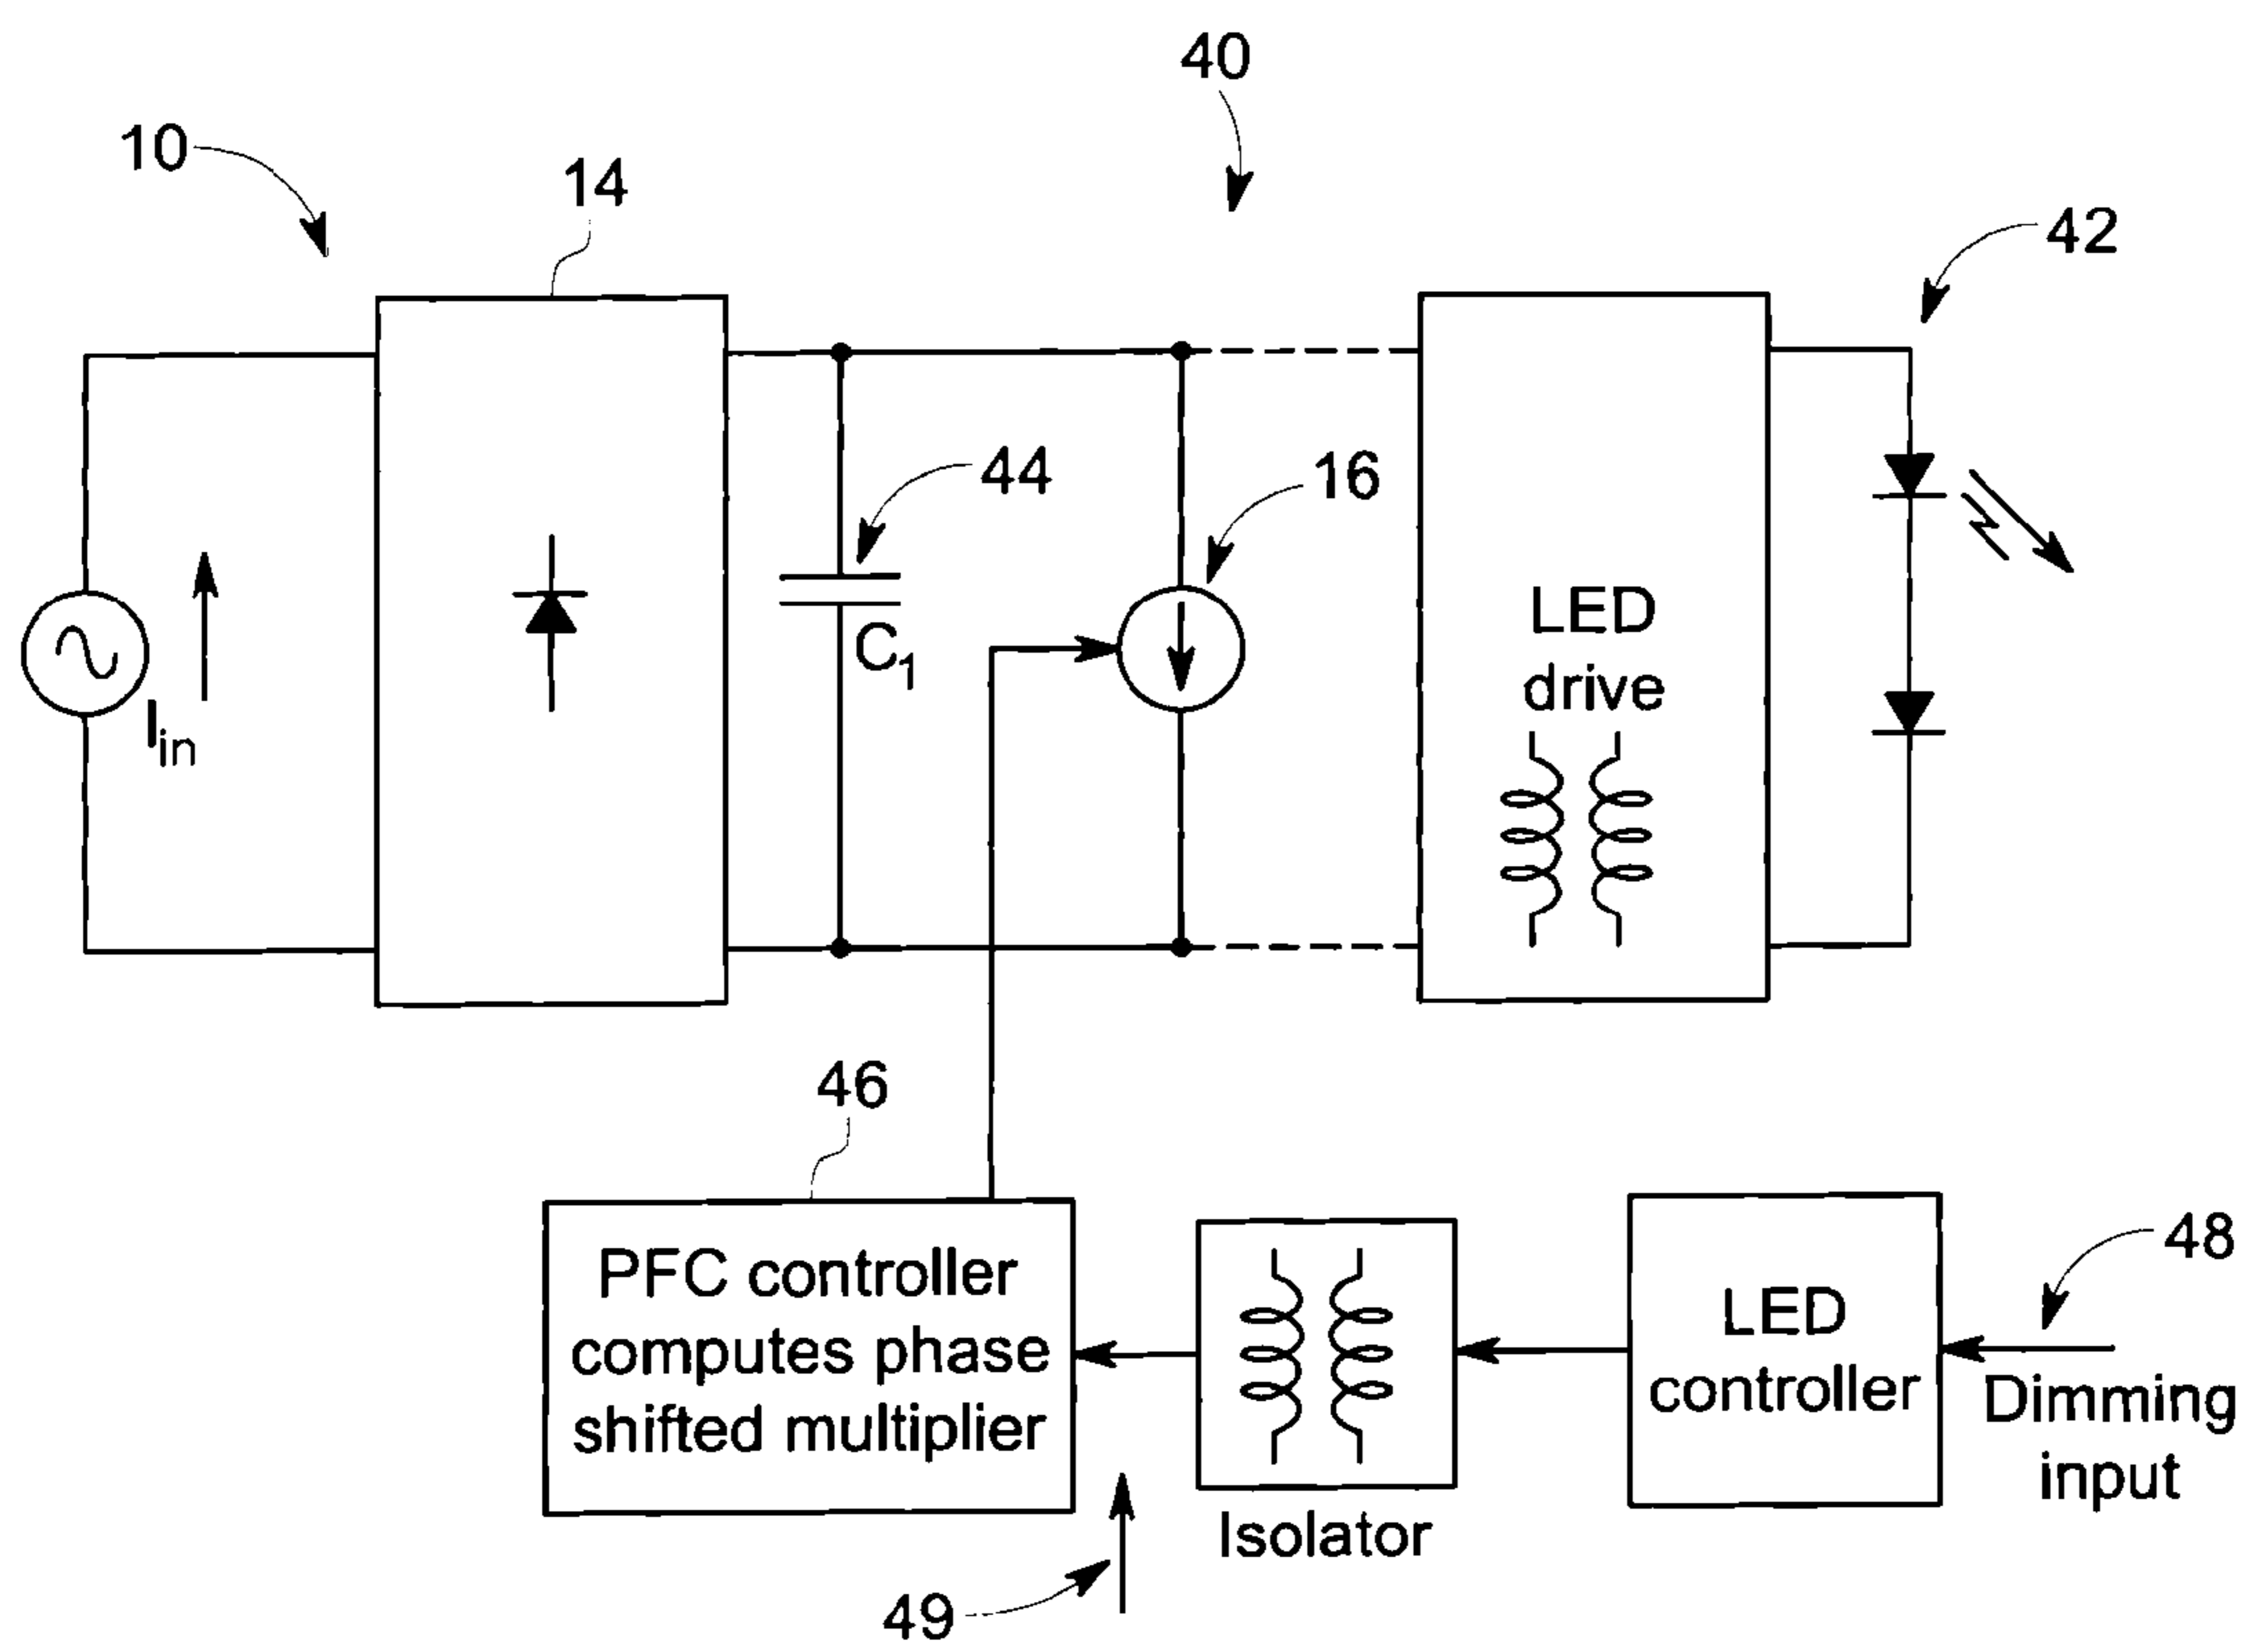 40
10
14
42
44
16
C1
LED
drive
Iin
46
PFC controller
computes phase
shifted multiplier
Isolator
LED
controller
48
Dimming
input
49